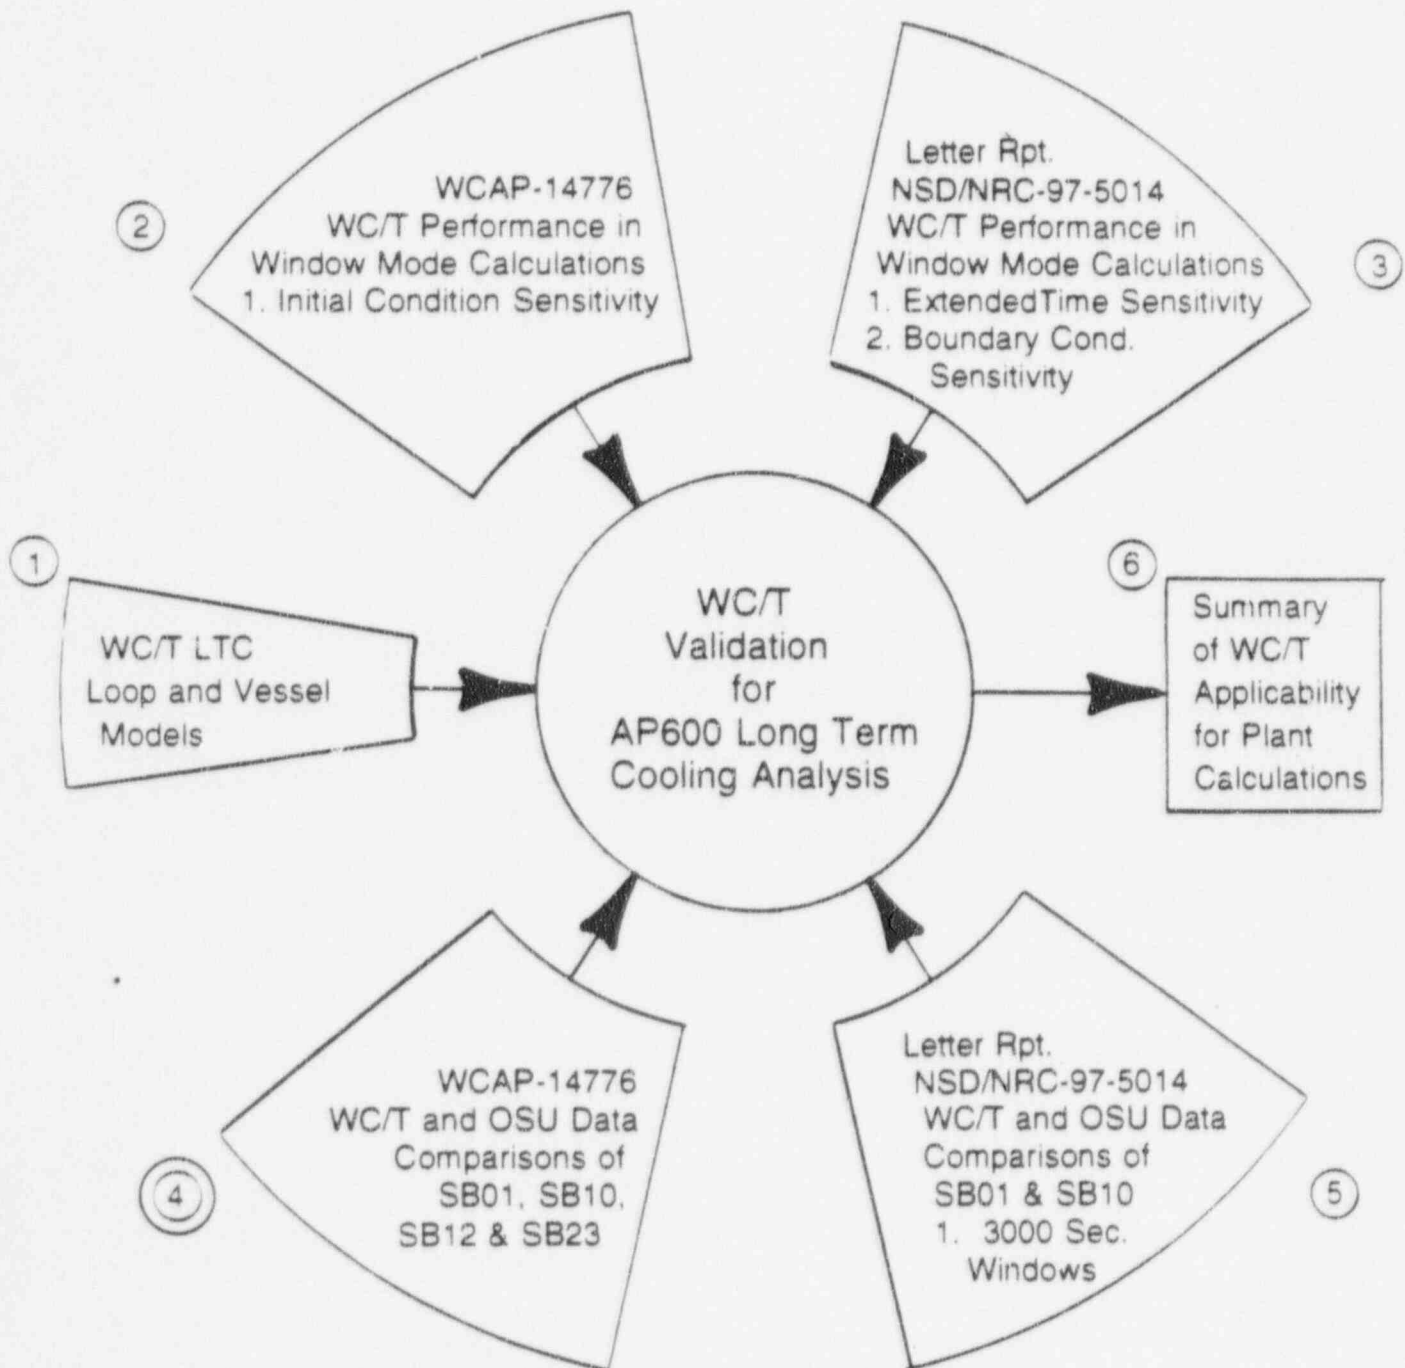 2
WCAP-14776
WC/T Performance in
Window Mode Calculations
1. Initial Condition Sensitivity
Letter Rpt.
NSD/NRC-97-5014
WC/T Performance in
Window Mode Calculations
1. ExtendedTime Sensitivity
2. Boundary Cond.
Sensitivity
3
1
WC/T LTC
Loop and Vessel
Models
WC/T
Validation
for
AP600 Long Term
Cooling Analysis
6
Summary
of WC/T
Applicability
for Plant
Calculations
4
WCAP-14776
WC/T and OSU Data
Comparisons of
SB01, SB10,
SB12 & SB23
Letter Rpt.
NSD/NRC-97-5014
WC/T and OSU Data
Comparisons of
SB01 & SB10
1. 3000 Sec.
Windows
5